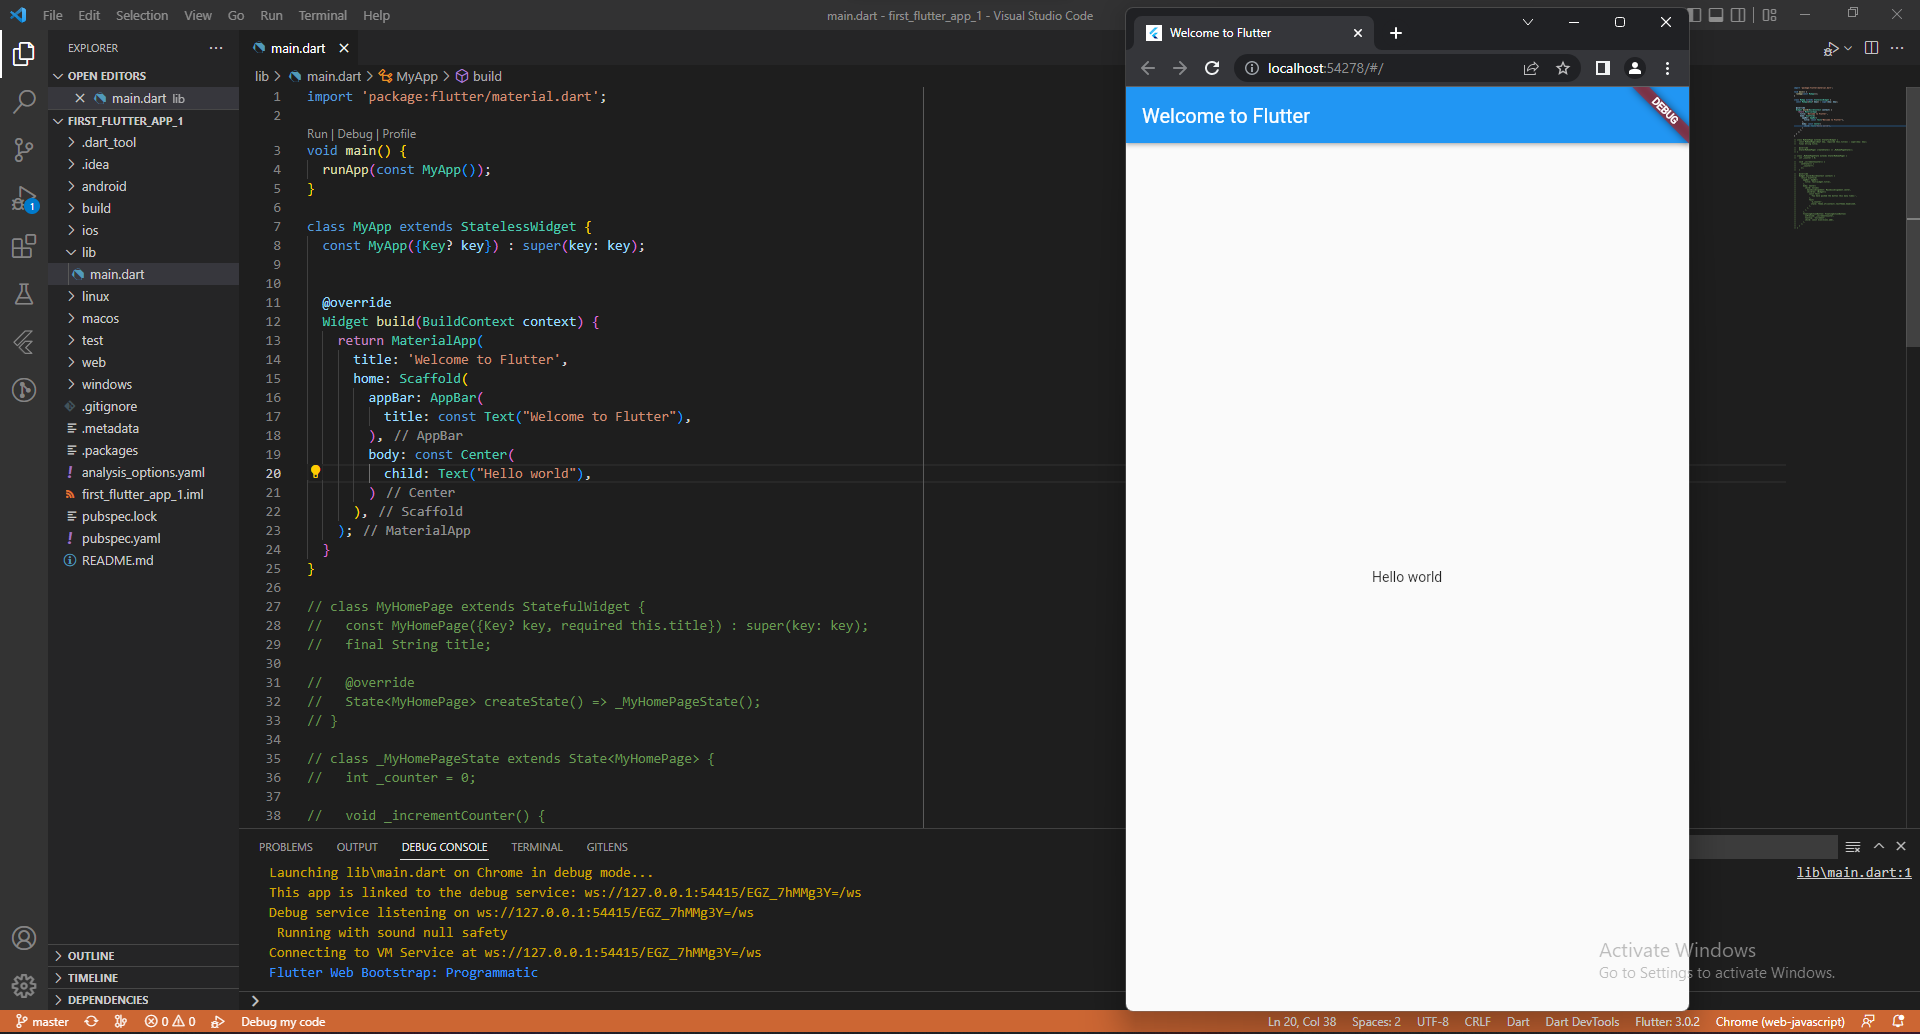 File Edit Selection View Go Run Terminal Help
main.dart - first_flutter_app_1 - Visual Studio Code
EXPLORER
OPEN EDITORS
main.dart lib
FIRST_FLUTTER_APP_1
.dart_tool
.idea
android
build
ios
lib
main.dart
linux
macos
test
web
windows
.gitignore
.metadata
.packages
analysis_options.yaml
first_flutter_app_1.iml
pubspec.lock
pubspec.yaml
README.md
OUTLINE
TIMELINE
DEPENDENCIES
1
main.dart
lib > main.dart > MyApp > build
1 import 'package:flutter/material.dart';
2
Run | Debug | Profile
3 void main() {
4 runApp(const MyApp());
5 }
6
7 class MyApp extends StatelessWidget {
8 const MyApp({Key? key}) : super(key: key);
9
10
11 @override
12 Widget build(BuildContext context) {
13 return MaterialApp(
14 title: 'Welcome to Flutter',
15 home: Scaffold(
16 appBar: AppBar(
17 title: const Text("Welcome to Flutter"),
18 ), // AppBar
19 body: const Center(
20 child: Text("Hello world"),
21 ) // Center
22 ), // Scaffold
23 ); // MaterialApp
24 }
25 }
26
27 // class MyHomePage extends StatefulWidget {
28 // const MyHomePage({Key? key, required this.title}) : super(key: key);
29 // final String title;
30
31 // @override
32 // State<MyHomePage> createState() => _MyHomePageState();
33 // }
34
35 // class _MyHomePageState extends State<MyHomePage> {
36 // int _counter = 0;
37
38 // void _incrementCounter() {
PROBLEMS OUTPUT DEBUG CONSOLE TERMINAL GITLENS
Launching lib\main.dart on Chrome in debug mode...
lib\main.dart:1
This app is linked to the debug service: ws://127.0.0.1:54415/EGZ_7hMMg3Y=/ws
Debug service listening on ws://127.0.0.1:54415/EGZ_7hMMg3Y=/ws
Running with sound null safety
Connecting to VM Service at ws://127.0.0.1:54415/EGZ_7hMMg3Y=/ws
Flutter Web Bootstrap: Programmatic
Welcome to Flutter
localhost:54278/#/
Welcome to Flutter
DEBUG
Hello world
Activate Windows
Go to Settings to activate Windows.
master 0 0 Debug my code
Ln 20, Col 38 Spaces: 2 UTF-8 CRLF Dart Dart DevTools Flutter: 3.0.2 Chrome (web-javascript)